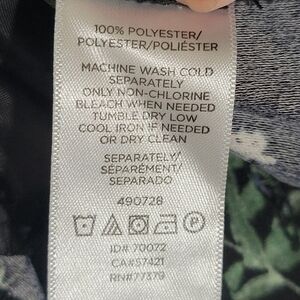 100% POLYESTER/
POLYESTER/POLIÉSTER
MACHINE WASH COLD
SEPARATELY
ONLY NON-CHLORINE
BLEACH WHEN NEEDED
TUMBLE DRY LOW
COOL IRON IF NEEDED
OR DRY CLEAN
SEPARATELY/
SÉPARÉMENT/
SEPARADO
490728
ID# 70072
CA#57421
RN#77379